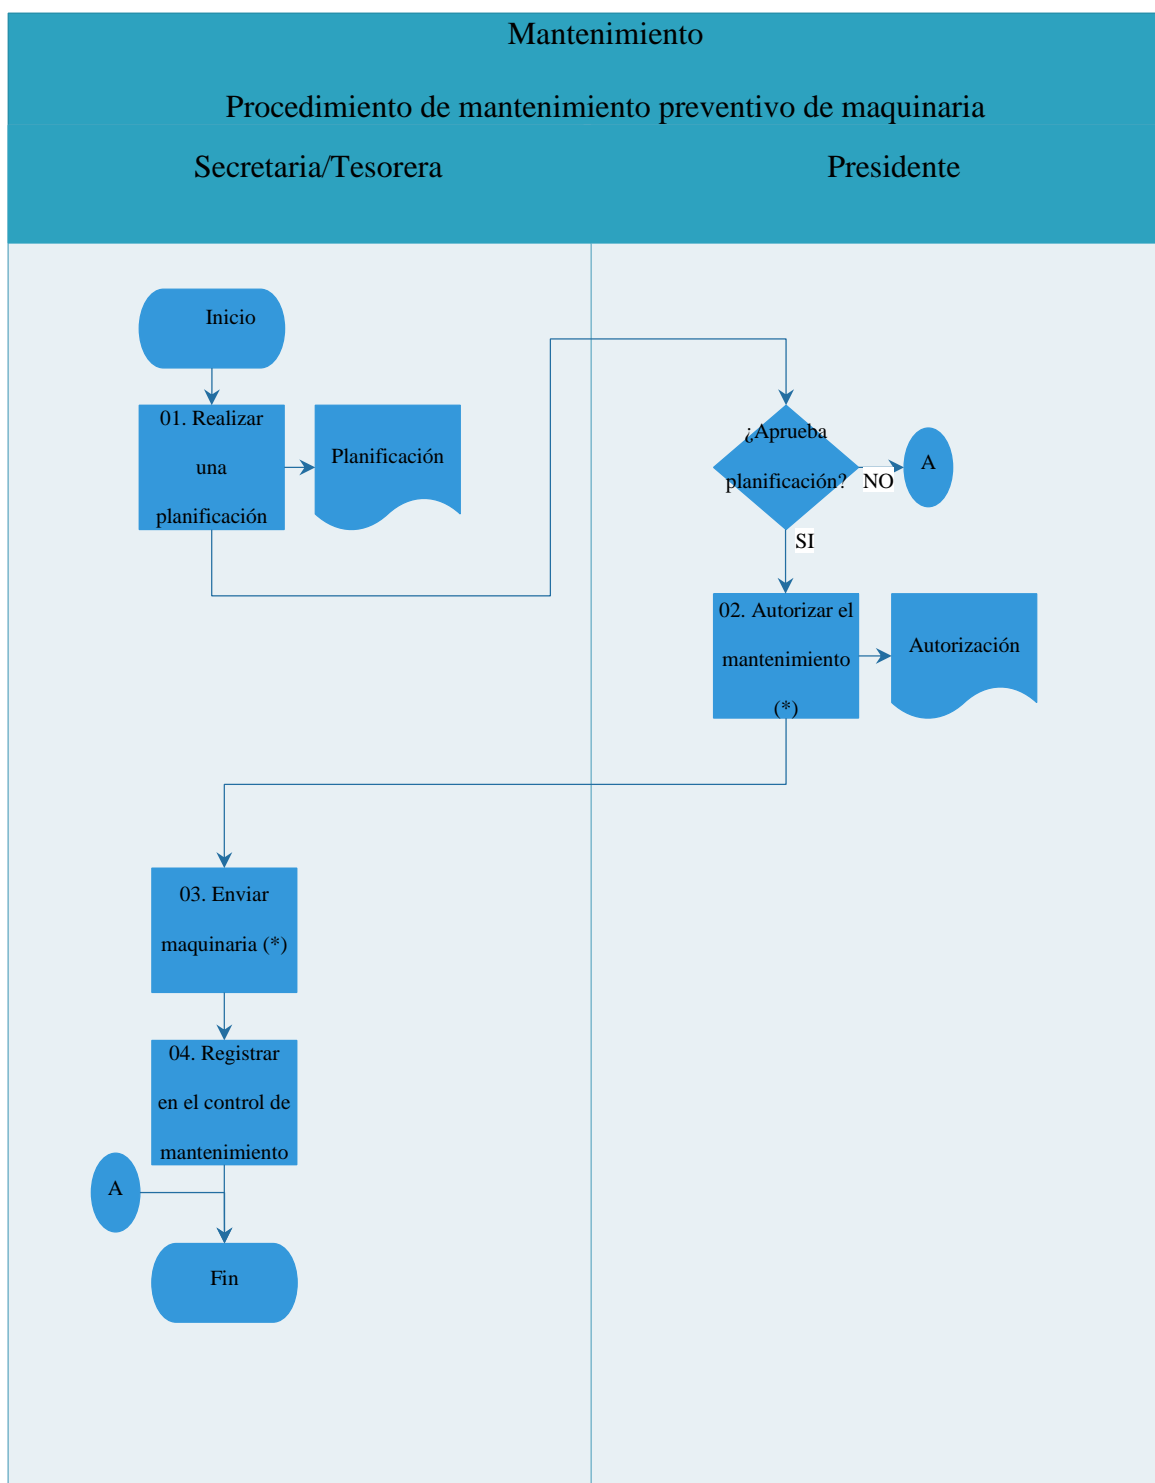 Mantenimiento
Procedimiento de mantenimiento preventivo de maquinaria
Secretaria/Tesorera
Presidente
Inicio
01. Realizar
una
planificación
Planificación
¿Aprueba
planificación?
NO
A
SI
02. Autorizar el
mantenimiento
(*)
Autorización
03. Enviar
maquinaria (*)
04. Registrar
en el control de
mantenimiento
A
Fin